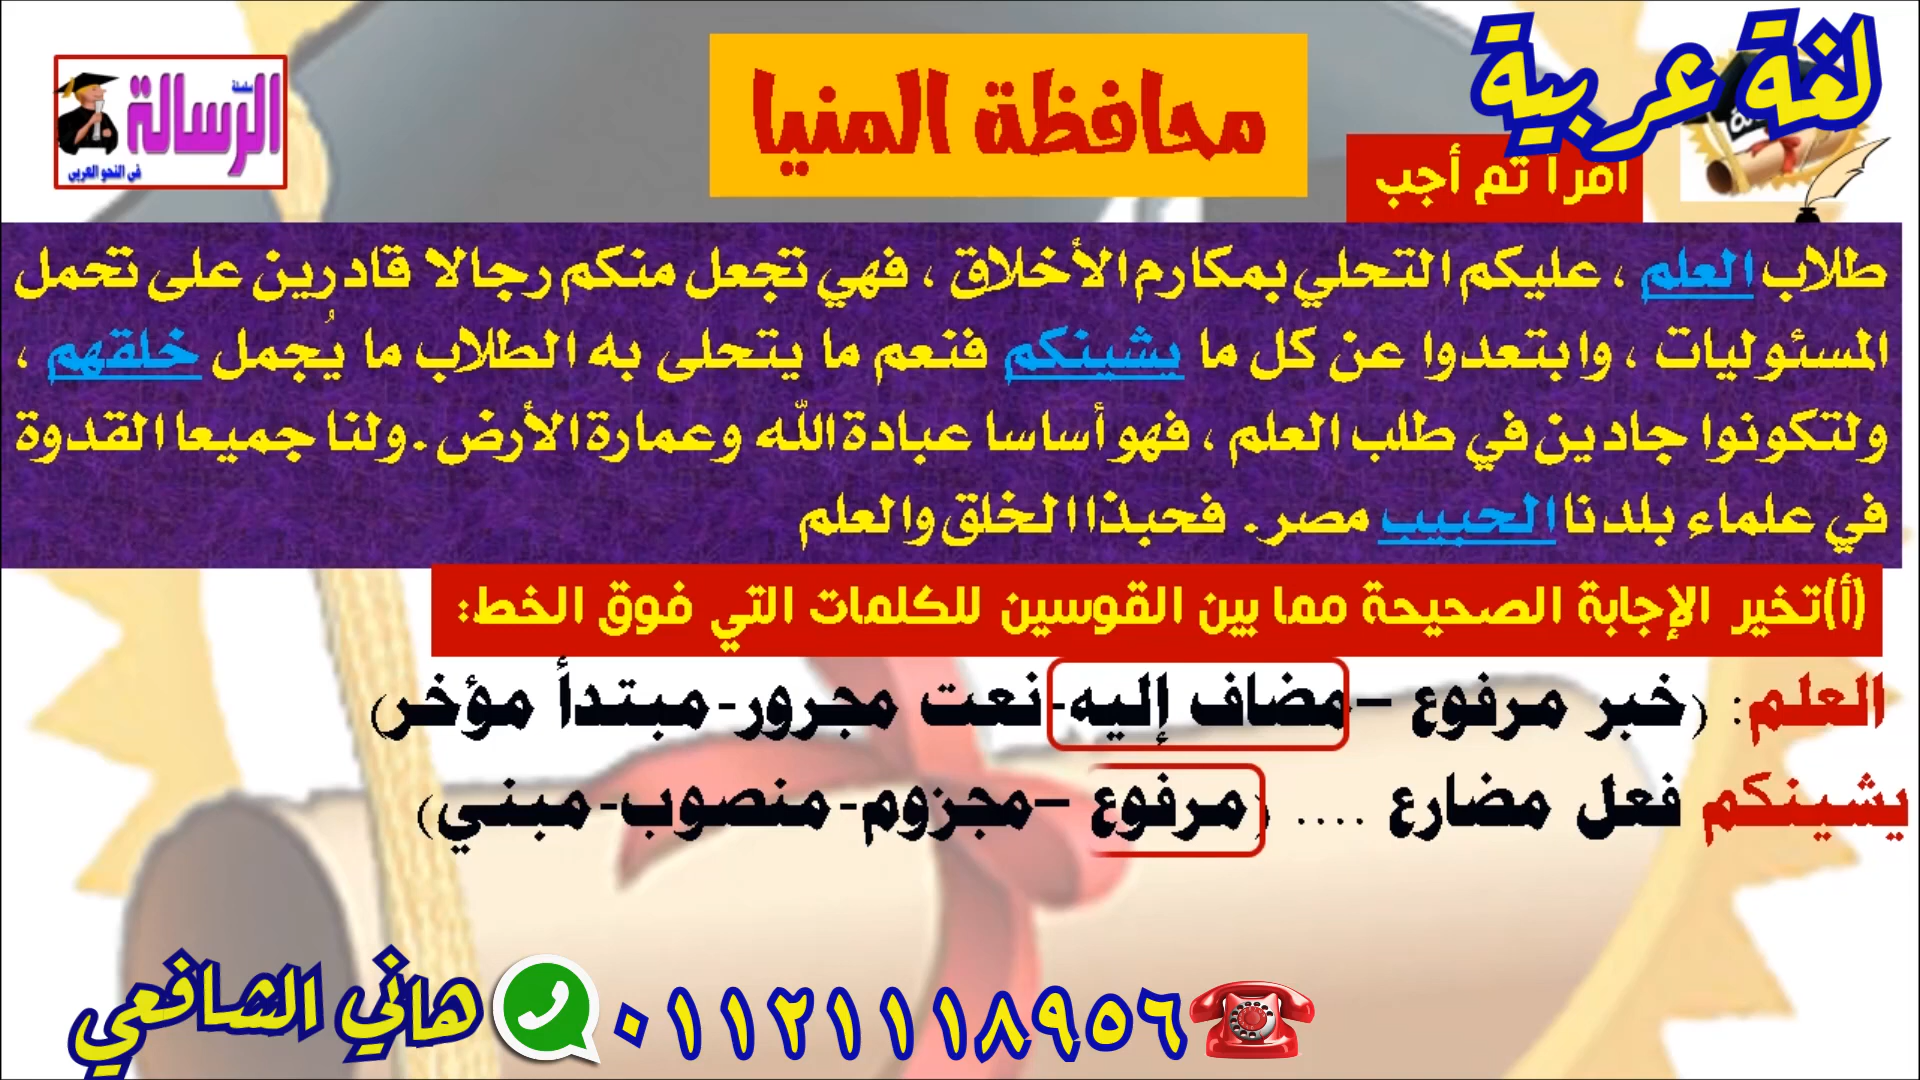 لغة عربية
سلسلة
الرسالة
في النحو العربي
محافظة المنيا
اقرأ ثم أجب
طلاب العلم ، عليكم التحلي بمكارم الأخلاق ، فهي تجعل منكم رجالا قادرين على تحمل
المسئوليات ، وابتعدوا عن كل ما يشينكم فنعم ما يتحلى به الطلاب ما يُجمل خلقهم ،
ولتكونوا جادين في طلب العلم ، فهو أساسا عبادة الله وعمارة الأرض . ولنا جميعا القدوة
في علماء بلدنا الحبيب مصر. فحبذا الخلق والعلم
(أ)تخير الإجابة الصحيحة مما بين القوسين للكلمات التي فوق الخط:
العلم: (خبر مرفوع – مضاف إليه- نعت مجرور- مبتدأ مؤخر)
يشينكم فعل مضارع .... (مرفوع – مجزوم- منصوب- مبني)
٠١١٢١١١٨٩٥٦
هاني الشافعي